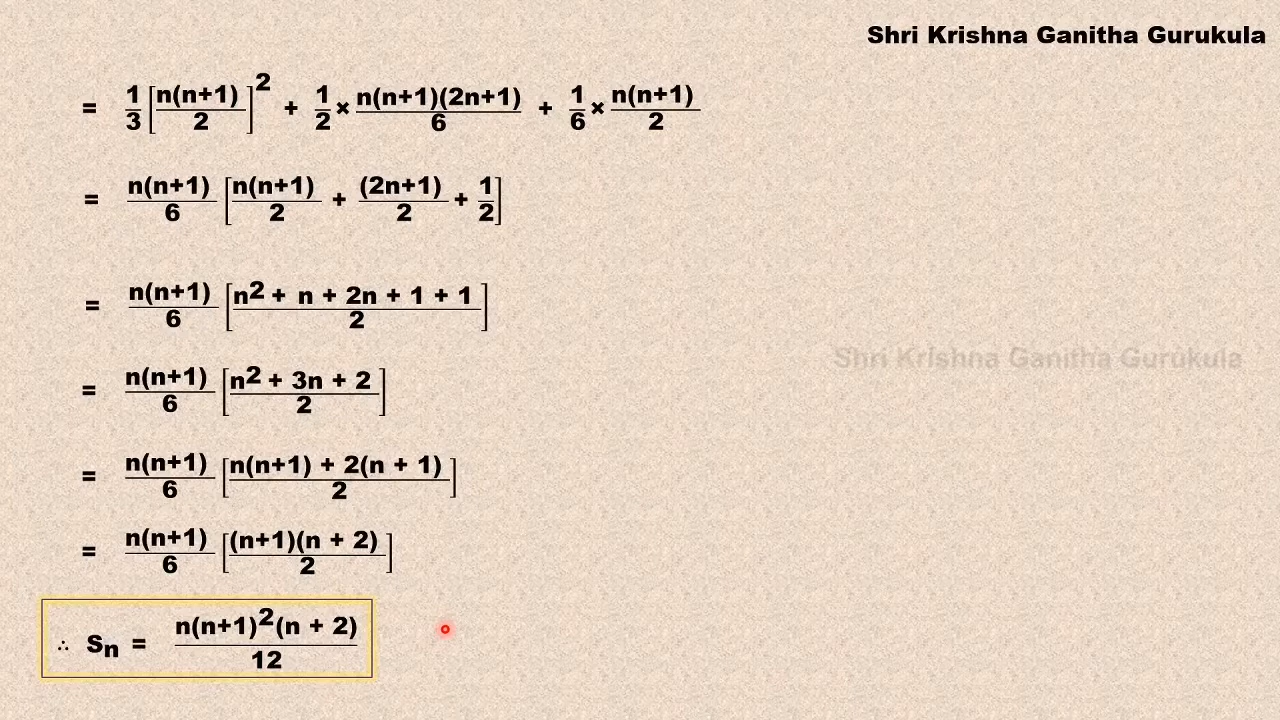 Shri Krishna Ganitha Gurukula
= 1/3 [n(n+1)/2]² + 1/2 × n(n+1)(2n+1)/6 + 1/6 × n(n+1)/2
= n(n+1)/6 [n(n+1)/2 + (2n+1)/2 + 1/2]
= n(n+1)/6 [n² + n + 2n + 1 + 1/2]
Shri Krishna Ganitha Gurukula
= n(n+1)/6 [n² + 3n + 2/2]
= n(n+1)/6 [n(n+1) + 2(n + 1)/2]
= n(n+1)/6 [(n+1)(n + 2)/2]
∴ Sₙ = n(n+1)²(n + 2)/12